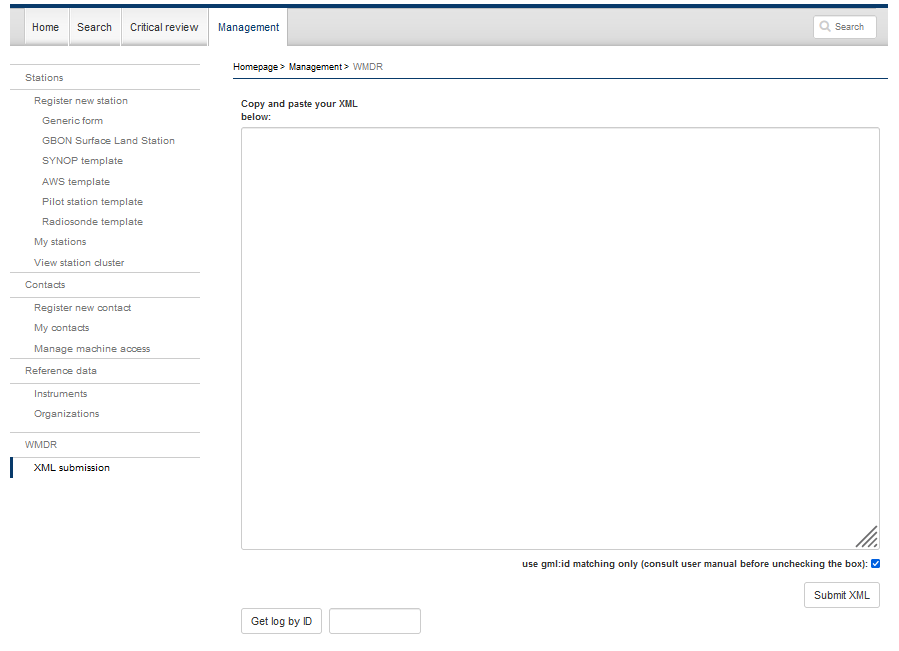 Home Search Critical review Management Search
Homepage > Management > WMDR
Stations
Register new station
Generic form
GBON Surface Land Station
SYNOP template
AWS template
Pilot station template
Radiosonde template
My stations
View station cluster
Contacts
Register new contact
My contacts
Manage machine access
Reference data
Instruments
Organizations
WMDR
XML submission
Copy and paste your XML
below:
use gml:id matching only (consult user manual before unchecking the box):
Submit XML
Get log by ID